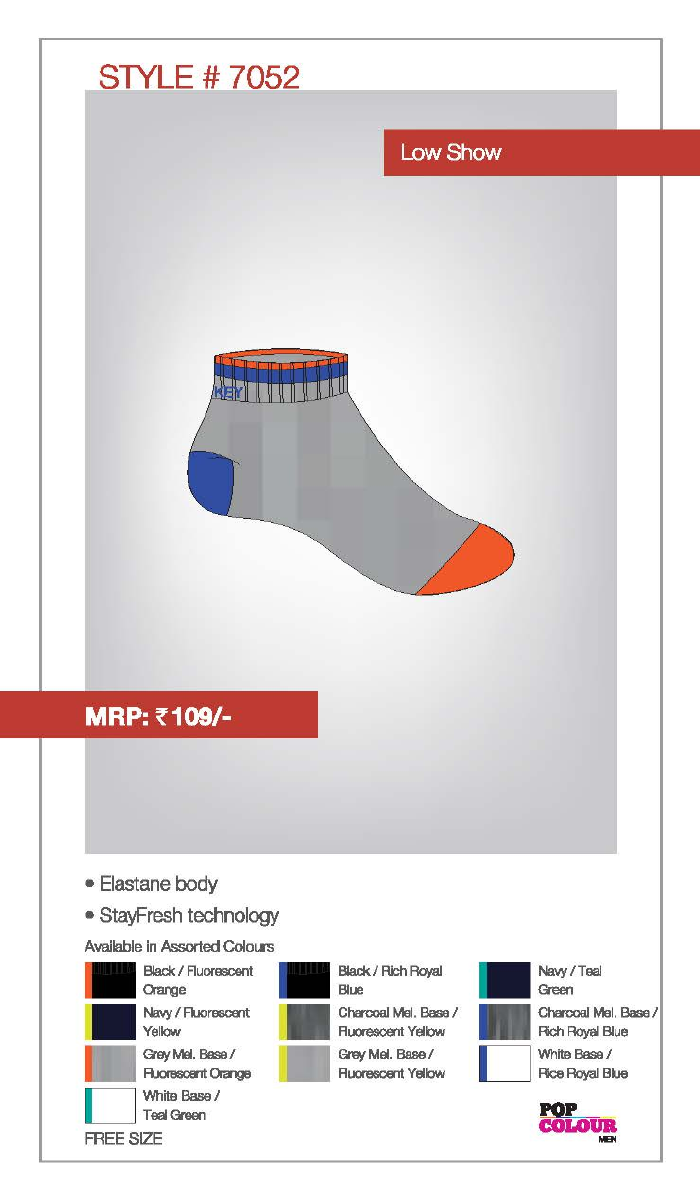 STYLE # 7052
Low Show
KEY
MRP: ₹109/-
• Elastane body
• StayFresh technology
Available in Assorted Colours
Black / Fluorescent
Orange
Black / Rich Royal
Blue
Navy / Teal
Green
Navy / Fluorescent
Yellow
Charcoal Mel. Base /
Fluorescent Yellow
Charcoal Mel. Base /
Rich Royal Blue
Grey Mel. Base /
Fluorescent Orange
Grey Mel. Base /
Fluorescent Yellow
White Base /
Rice Royal Blue
White Base /
Teal Green
FREE SIZE
POP
COLOUR
MEN